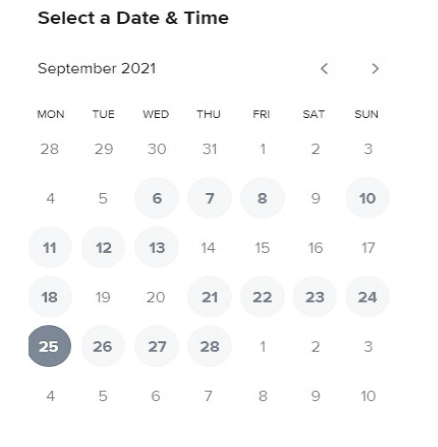 Select a Date & Time
September 2021
MON TUE WED THU FRI SAT SUN
28 29 30 31 1 2 3
4 5 6 7 8 9 10
11 12 13 14 15 16 17
18 19 20 21 22 23 24
25 26 27 28 1 2 3
4 5 6 7 8 9 10